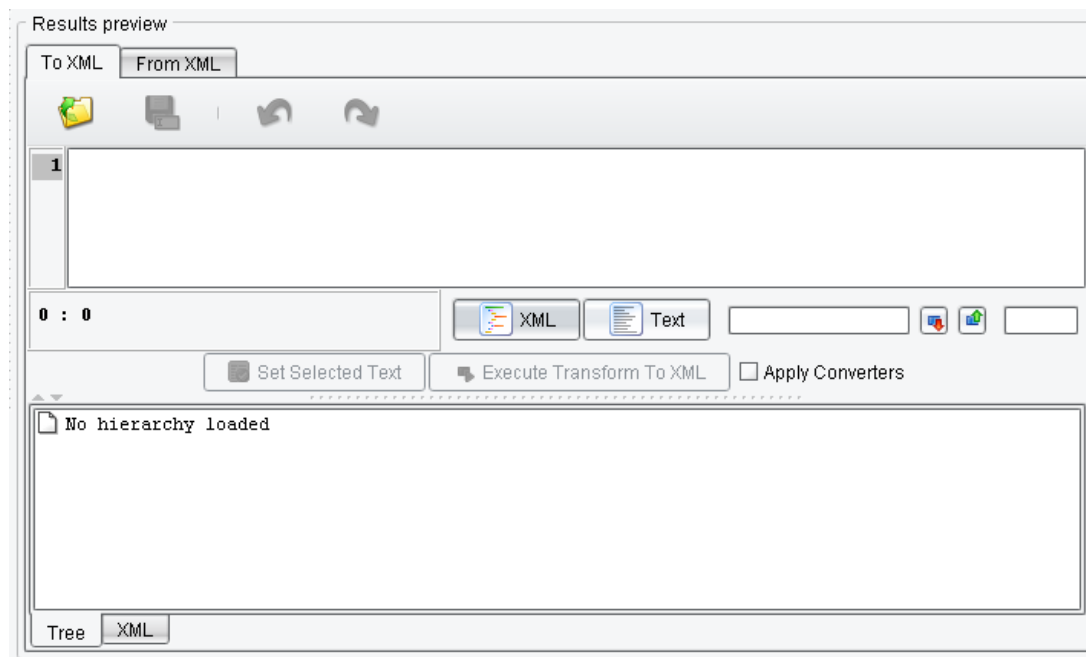 Results preview
To XML From XML
1
0 : 0 XML Text
Set Selected Text Execute Transform To XML Apply Converters
No hierarchy loaded
Tree XML